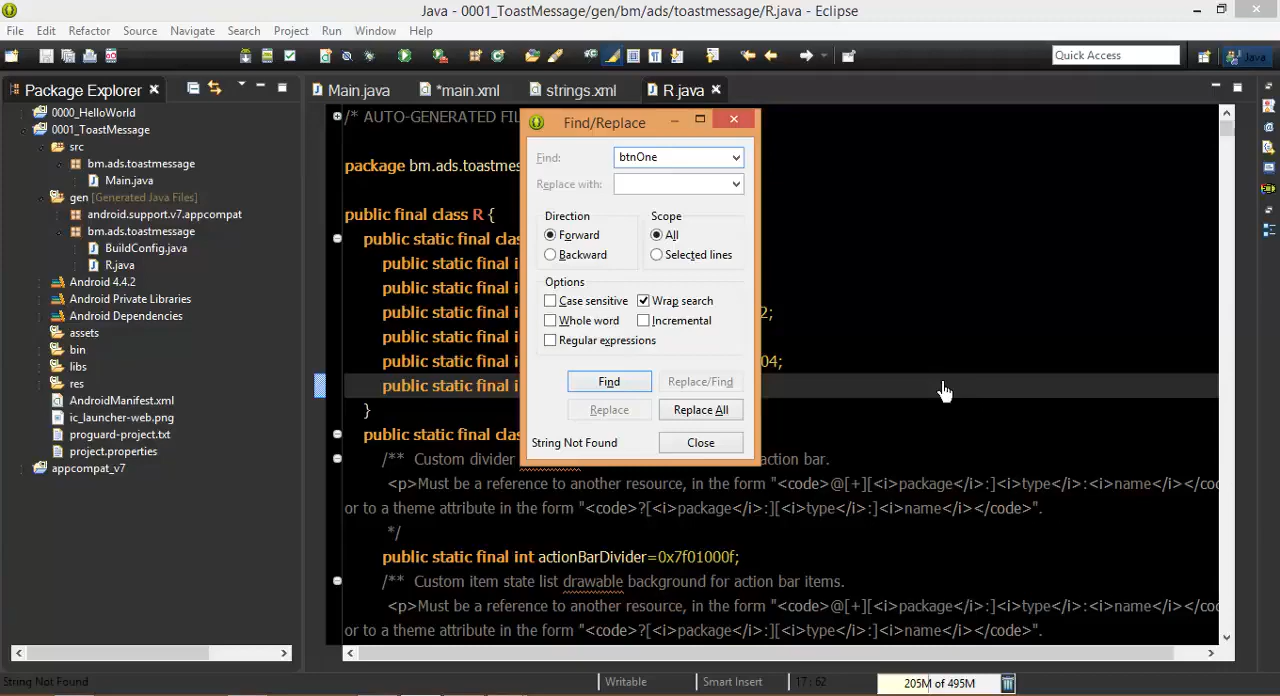 Java - 0001_ToastMessage/gen/bm/ads/toastmessage/R.java - Eclipse
File Edit Refactor Source Navigate Search Project Run Window Help
Quick Access
Java
Package Explorer
Main.java *main.xml strings.xml R.java
0000_HelloWorld
0001_ToastMessage
src
bm.ads.toastmessage
Main.java
gen [Generated Java Files]
android.support.v7.appcompat
bm.ads.toastmessage
BuildConfig.java
R.java
Android 4.4.2
Android Private Libraries
Android Dependencies
assets
bin
libs
res
AndroidManifest.xml
ic_launcher-web.png
proguard-project.txt
project.properties
appcompat_v7
/* AUTO-GENERATED FIL
package bm.ads.toastmes
public final class R {
public static final clas
public static final i
public static final i
public static final i 2;
public static final i
public static final i 04;
public static final i
}
public static final clas
/** Custom divider action bar.
<p>Must be a reference to another resource, in the form "<code>@[+][<i>package</i>:]<i>type</i>:<i>name</i></co
or to a theme attribute in the form "<code>?[<i>package</i>:][<i>type</i>:]<i>name</i></code>".
*/
public static final int actionBarDivider=0x7f01000f;
/** Custom item state list drawable background for action bar items.
<p>Must be a reference to another resource, in the form "<code>@[+][<i>package</i>:]<i>type</i>:<i>name</i></co
or to a theme attribute in the form "<code>?[<i>package</i>:][<i>type</i>:]<i>name</i></code>".
Find/Replace
Find: btnOne
Replace with:
Direction Scope
Forward All
Backward Selected lines
Options
Case sensitive Wrap search
Whole word Incremental
Regular expressions
Find Replace/Find
Replace Replace All
String Not Found Close
String Not Found Writable Smart Insert 17 : 62 205M of 495M